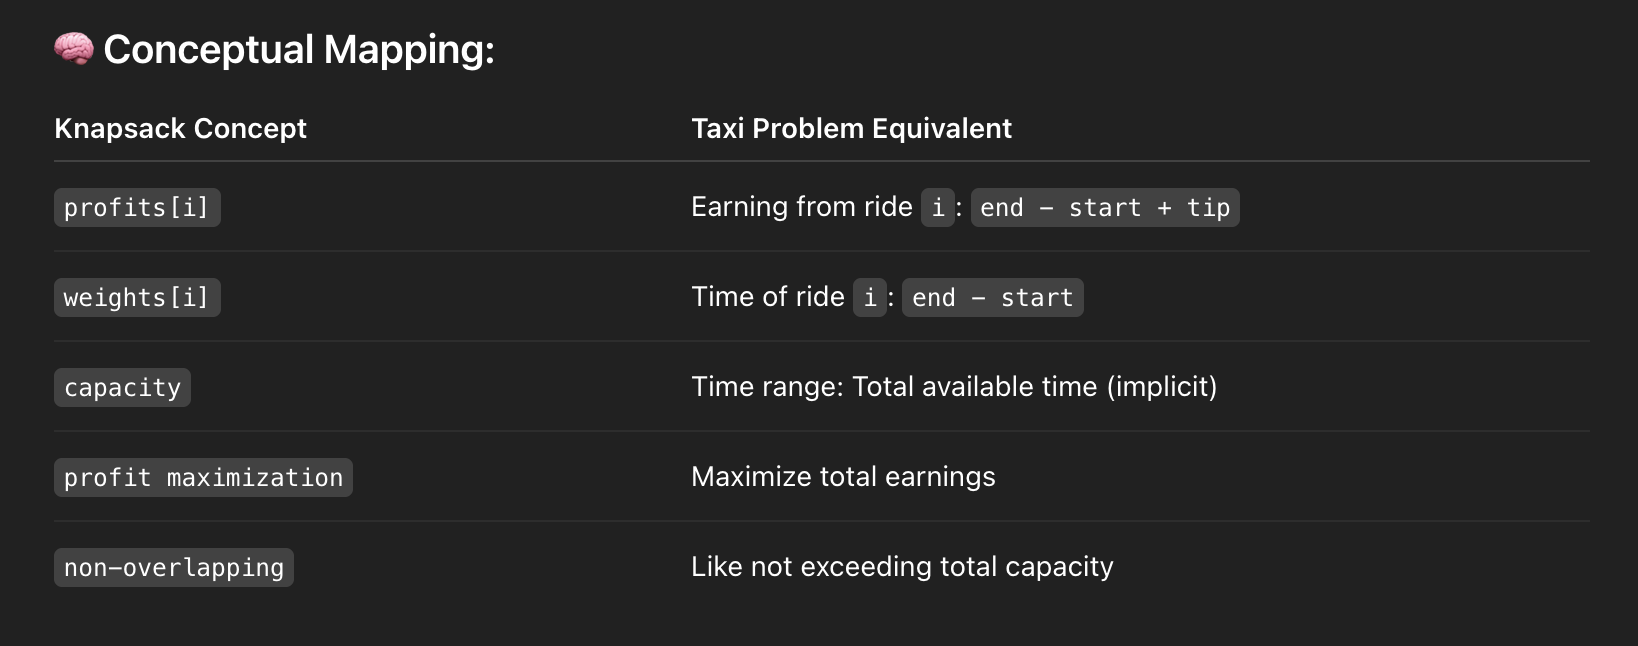 🧠 Conceptual Mapping:
Knapsack Concept Taxi Problem Equivalent
profits[i] Earning from ride i: end - start + tip
weights[i] Time of ride i: end - start
capacity Time range: Total available time (implicit)
profit maximization Maximize total earnings
non-overlapping Like not exceeding total capacity